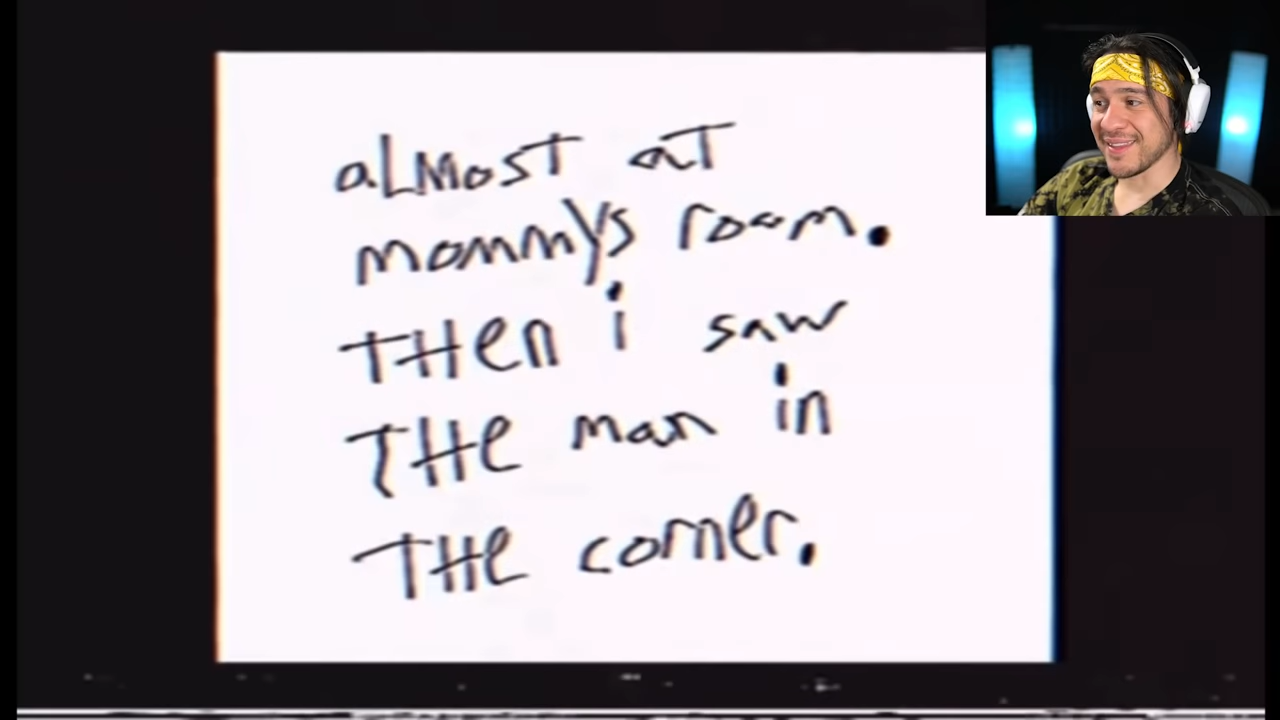 aLMosT aT
mommys room.
THen i saw
THe man in
THe corner.